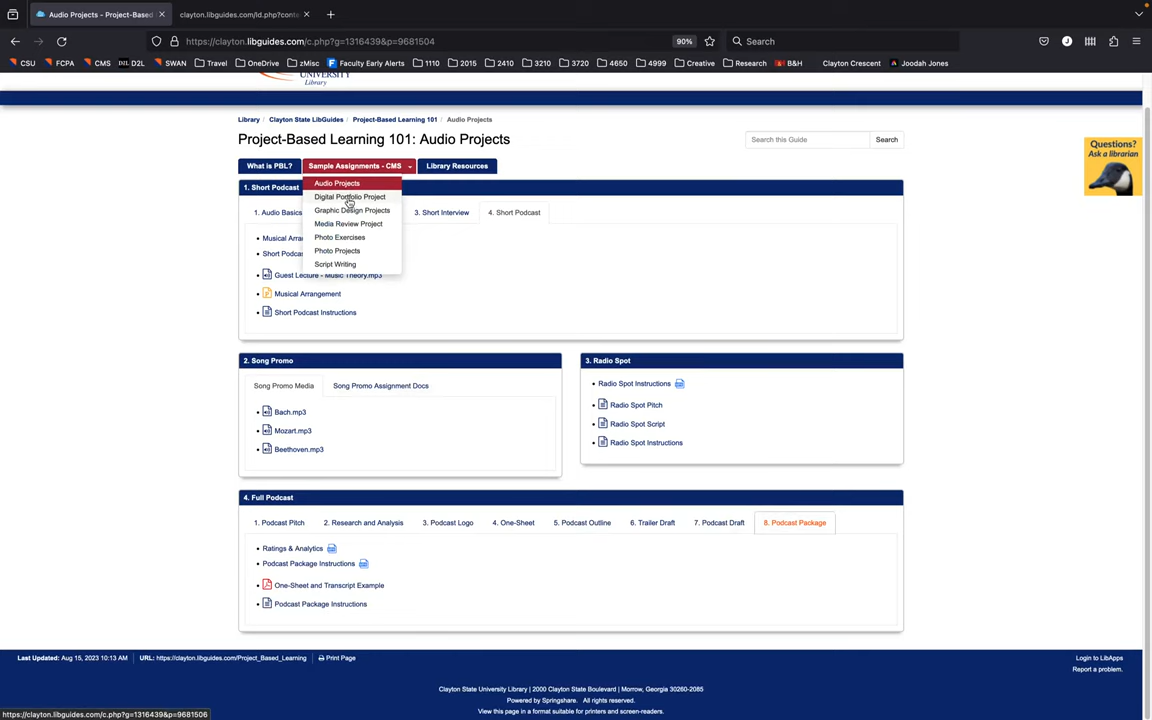 Audio Projects - Project-Based
clayton.libguides.com/ld.php?conte
https://clayton.libguides.com/c.php?g=1316439&p=9681504
90%
Search
CSU
FCPA
CMS
D2L
D2L
SWAN
Travel
OneDrive
zMisc
Faculty Early Alerts
1110
2015
2410
3210
3720
4650
4999
Creative
Research
B&H
Clayton Crescent
Joodah Jones
UNIVERSITY
Library
Library / Clayton State LibGuides / Project-Based Learning 101 / Audio Projects
Project-Based Learning 101: Audio Projects
Search this Guide
Search
Questions?
Ask a librarian
What is PBL?
Sample Assignments - CMS
Library Resources
Audio Projects
Digital Portfolio Project
Graphic Design Projects
Media Review Project
Photo Exercises
Photo Projects
Script Writing
1. Short Podcast
1. Audio Basics
3. Short Interview
4. Short Podcast
Musical Arra
Short Podcas
Guest Lecture - Music Theory.mp3
Musical Arrangement
Short Podcast Instructions
2. Song Promo
Song Promo Media
Song Promo Assignment Docs
Bach.mp3
Mozart.mp3
Beethoven.mp3
3. Radio Spot
Radio Spot Instructions
Radio Spot Pitch
Radio Spot Script
Radio Spot Instructions
4. Full Podcast
1. Podcast Pitch
2. Research and Analysis
3. Podcast Logo
4. One-Sheet
5. Podcast Outline
6. Trailer Draft
7. Podcast Draft
8. Podcast Package
Ratings & Analytics
Podcast Package Instructions
One-Sheet and Transcript Example
Podcast Package Instructions
Last Updated: Aug 15, 2023 10:13 AM
URL: https://clayton.libguides.com/Project_Based_Learning
Print Page
Login to LibApps
Report a problem.
Clayton State University Library | 2000 Clayton State Boulevard | Morrow, Georgia 30260-2085
Powered by Springshare. All rights reserved.
View this page in a format suitable for printers and screen-readers.
https://clayton.libguides.com/c.php?g=1316439&p=9681506